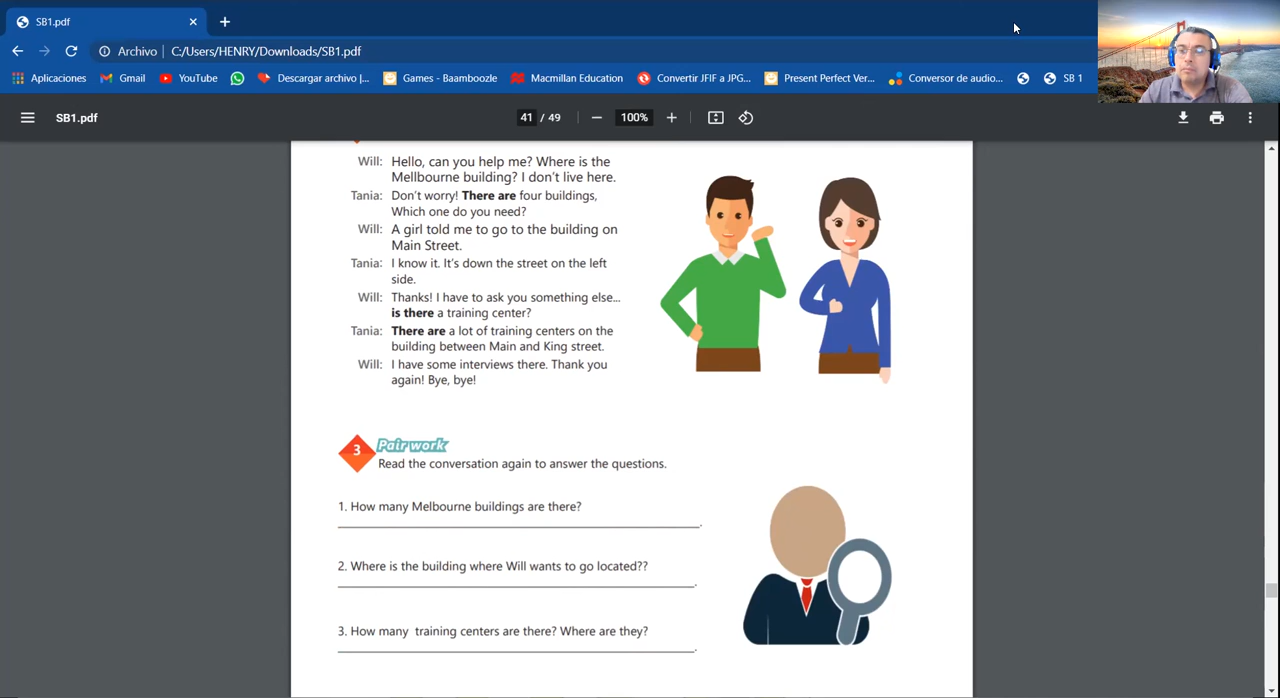 SB1.pdf
Archivo C:/Users/HENRY/Downloads/SB1.pdf
Aplicaciones Gmail YouTube Descargar archivo |... Games - Baamboozle Macmillan Education Convertir JFIF a JPG... Present Perfect Ver... Conversor de audio... SB 1
SB1.pdf 41 / 49 100%
Will: Hello, can you help me? Where is the
Mellbourne building? I don't live here.
Tania: Don't worry! There are four buildings,
Which one do you need?
Will: A girl told me to go to the building on
Main Street.
Tania: I know it. It's down the street on the left
side.
Will: Thanks! I have to ask you something else...
is there a training center?
Tania: There are a lot of training centers on the
building between Main and King street.
Will: I have some interviews there. Thank you
again! Bye, bye!
3 Pair work
Read the conversation again to answer the questions.
1. How many Melbourne buildings are there?
2. Where is the building where Will wants to go located??
3. How many training centers are there? Where are they?